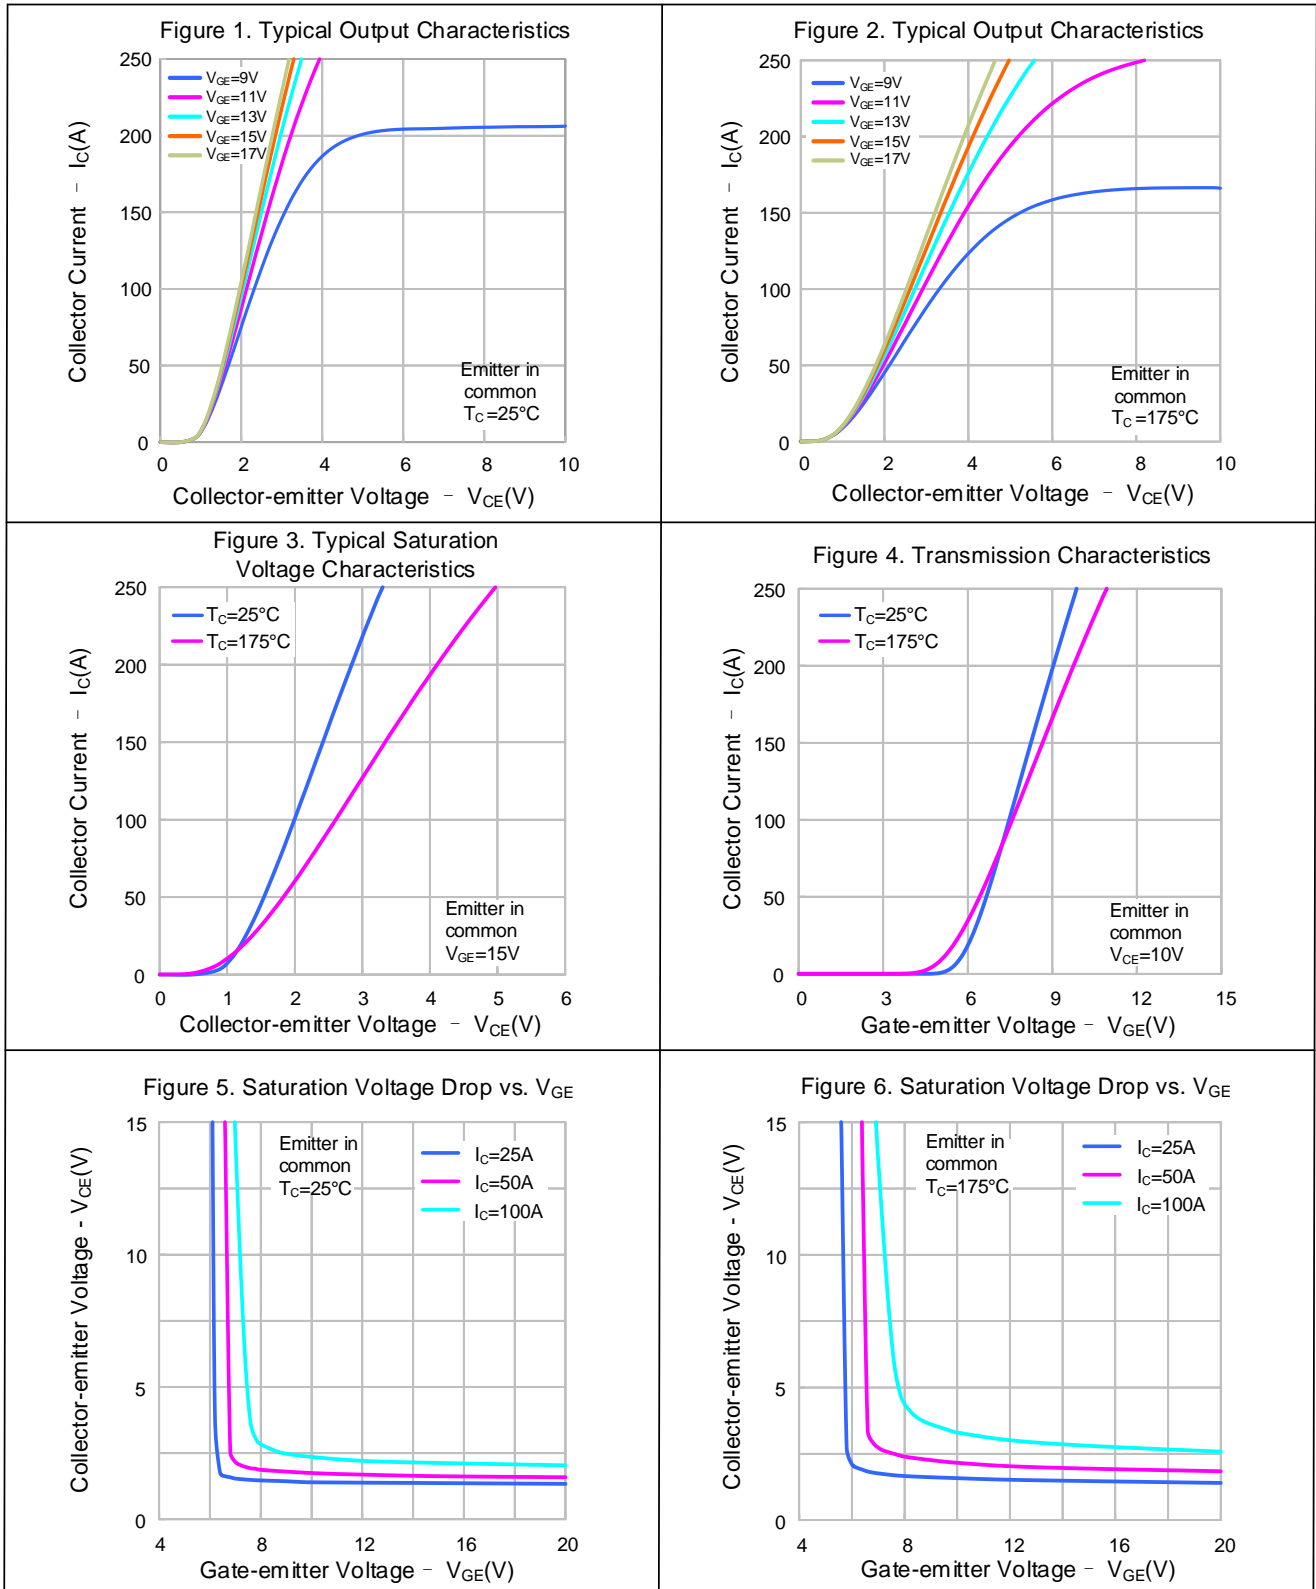 Figure 1. Typical Output Characteristics
Collector Current － IC(A)
250
200
150
100
50
0
VGE=9V
VGE=11V
VGE=13V
VGE=15V
VGE=17V
Emitter in
common
TC =25°C
0 2 4 6 8 10
Collector-emitter Voltage － VCE(V)
Figure 2. Typical Output Characteristics
Collector Current － IC(A)
250
200
150
100
50
0
VGE=9V
VGE=11V
VGE=13V
VGE=15V
VGE=17V
Emitter in
common
TC =175°C
0 2 4 6 8 10
Collector-emitter Voltage － VCE(V)
Figure 3. Typical Saturation
Voltage Characteristics
Collector Current － IC(A)
250
200
150
100
50
0
TC=25°C
TC=175°C
Emitter in
common
VGE=15V
0 1 2 3 4 5 6
Collector-emitter Voltage － VCE(V)
Figure 4. Transmission Characteristics
Collector Current － IC(A)
250
200
150
100
50
0
TC=25°C
TC=175°C
Emitter in
common
VCE=10V
0 3 6 9 12 15
Gate-emitter Voltage － VGE(V)
Figure 5. Saturation Voltage Drop vs. VGE
Collector-emitter Voltage - VCE(V)
15
10
5
0
Emitter in
common
TC=25°C
IC=25A
IC=50A
IC=100A
4 8 12 16 20
Gate-emitter Voltage － VGE(V)
Figure 6. Saturation Voltage Drop vs. VGE
Collector-emitter Voltage - VCE(V)
15
10
5
0
Emitter in
common
TC=175°C
IC=25A
IC=50A
IC=100A
4 8 12 16 20
Gate-emitter Voltage － VGE(V)